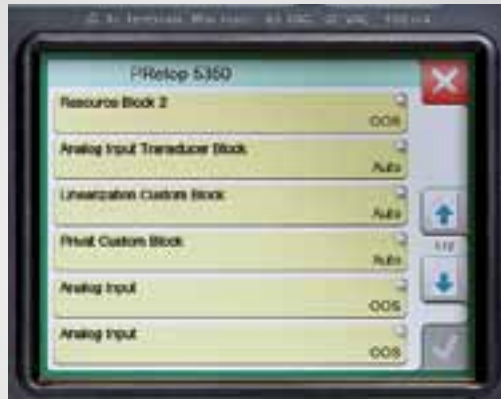 PRetop 5350
Resource Block 2
OOS
Analog Input Transducer Block
Auto
Linearization Custom Block
Auto
Privat Custom Block
Auto
Analog Input
OOS
Analog Input
OOS